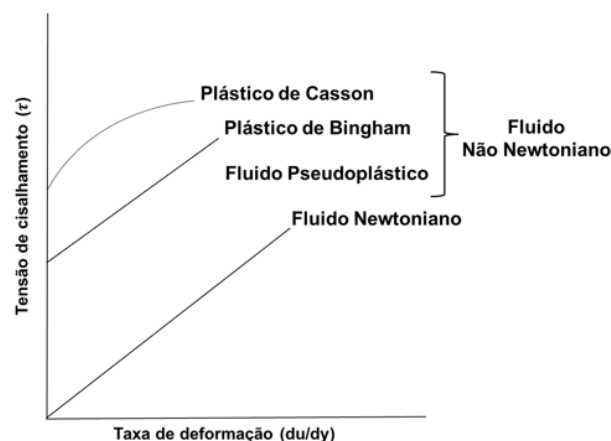 Plástico de Casson
Plástico de Bingham
Fluido Pseudoplástico
Fluido Newtoniano
Fluido
Não Newtoniano
Tensão de cisalhamento (τ)
Taxa de deformação (du/dy)